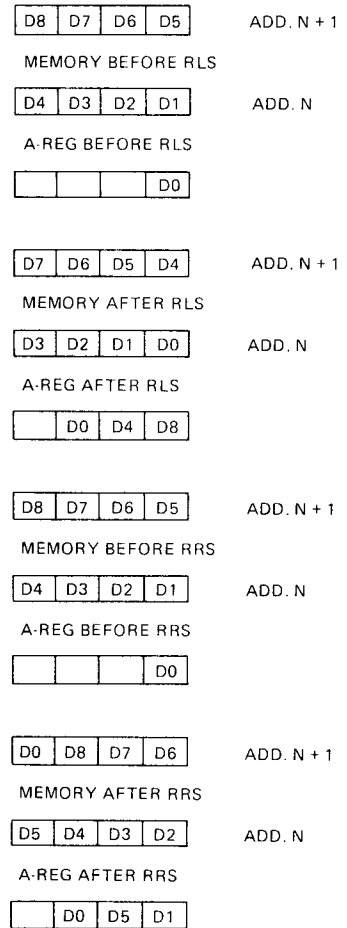 D8 D7 D6 D5 ADD. N + 1
MEMORY BEFORE RLS
D4 D3 D2 D1 ADD. N
A-REG BEFORE RLS
D0
D7 D6 D5 D4 ADD. N + 1
MEMORY AFTER RLS
D3 D2 D1 D0 ADD. N
A-REG AFTER RLS
D0 D4 D8
D8 D7 D6 D5 ADD. N + 1
MEMORY BEFORE RRS
D4 D3 D2 D1 ADD. N
A-REG BEFORE RRS
D0
D0 D8 D7 D6 ADD. N + 1
MEMORY AFTER RRS
D5 D4 D3 D2 ADD. N
A-REG AFTER RRS
D0 D5 D1